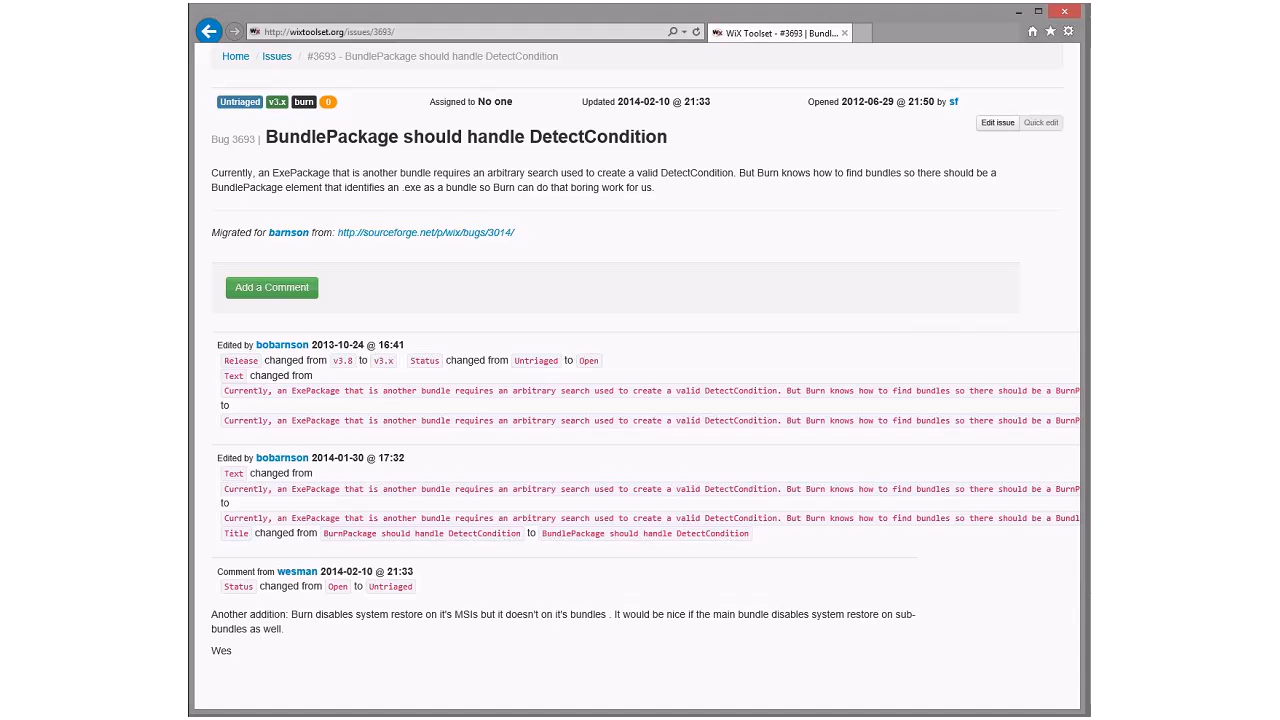 http://wixtoolset.org/issues/3693/
WiX Toolset - #3693 | Bundl...
Home / Issues / #3693 - BundlePackage should handle DetectCondition
Untriaged v3.x burn 0 Assigned to No one Updated 2014-02-10 @ 21:33 Opened 2012-06-29 @ 21:50 by sf
Edit issue Quick edit
Bug 3693 | BundlePackage should handle DetectCondition
Currently, an ExePackage that is another bundle requires an arbitrary search used to create a valid DetectCondition. But Burn knows how to find bundles so there should be a
BundlePackage element that identifies an .exe as a bundle so Burn can do that boring work for us.
Migrated for barnson from: http://sourceforge.net/p/wix/bugs/3014/
Add a Comment
Edited by bobarnson 2013-10-24 @ 16:41
Release changed from v3.8 to v3.x Status changed from Untriaged to Open
Text changed from
Currently, an ExePackage that is another bundle requires an arbitrary search used to create a valid DetectCondition. But Burn knows how to find bundles so there should be a BurnP
to
Currently, an ExePackage that is another bundle requires an arbitrary search used to create a valid DetectCondition. But Burn knows how to find bundles so there should be a BurnP
Edited by bobarnson 2014-01-30 @ 17:32
Text changed from
Currently, an ExePackage that is another bundle requires an arbitrary search used to create a valid DetectCondition. But Burn knows how to find bundles so there should be a BurnP
to
Currently, an ExePackage that is another bundle requires an arbitrary search used to create a valid DetectCondition. But Burn knows how to find bundles so there should be a Bundl
Title changed from BurnPackage should handle DetectCondition to BundlePackage should handle DetectCondition
Comment from wesman 2014-02-10 @ 21:33
Status changed from Open to Untriaged
Another addition: Burn disables system restore on it's MSIs but it doesn't on it's bundles . It would be nice if the main bundle disables system restore on sub-
bundles as well.
Wes